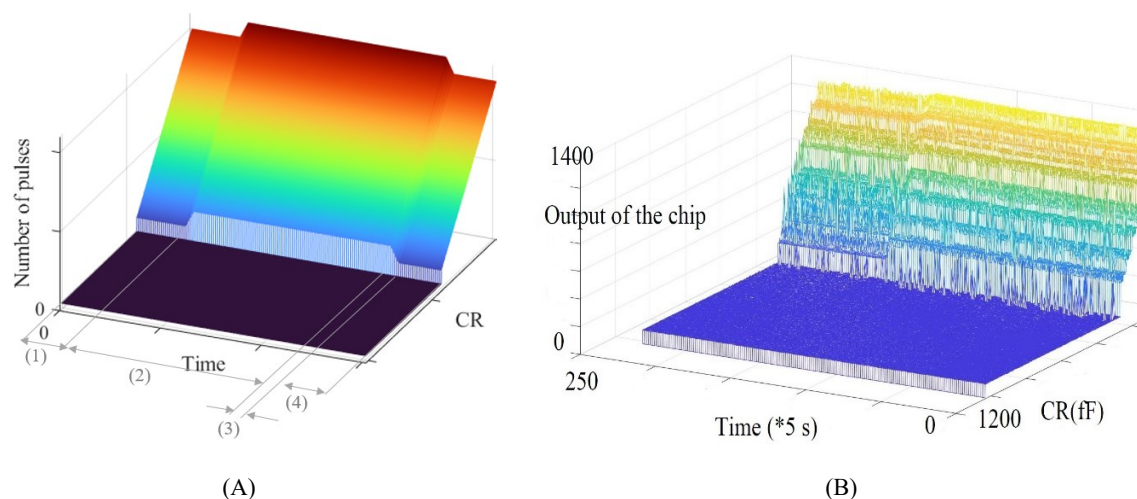 Number of pulses
0
0
(1)
(2)
Time
(3)
(4)
CR
(A)
1400
Output of the chip
0
250
Time (*5 s)
0
1200
CR(fF)
(B)